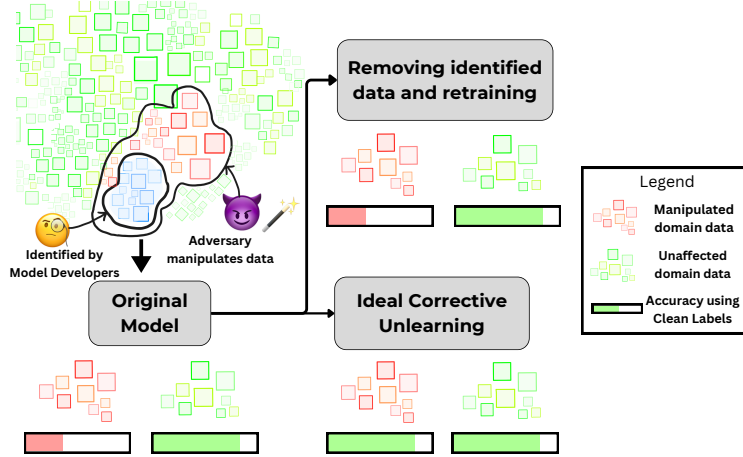 Removing identified
data and retraining
Identified by
Model Developers
Adversary
manipulates data
Original
Model
Ideal Corrective
Unlearning
Legend
Manipulated
domain data
Unaffected
domain data
Accuracy using
Clean Labels